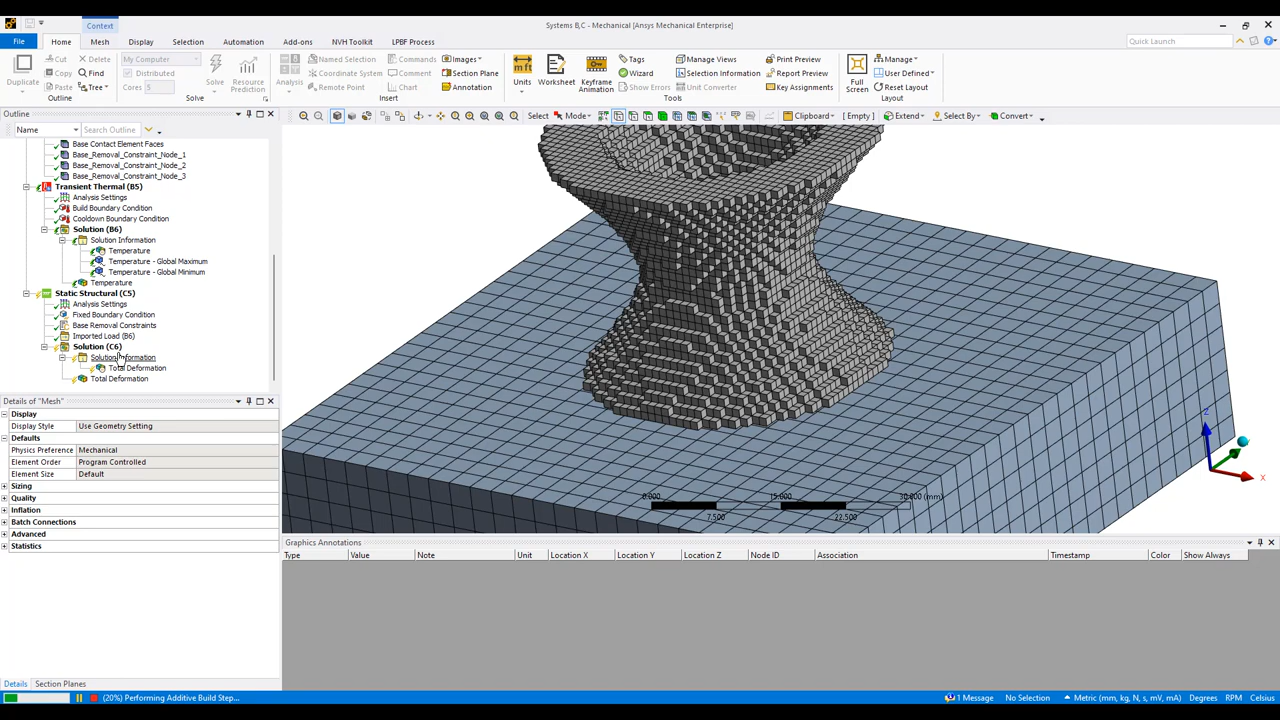 Context
Systems B,C - Mechanical [Ansys Mechanical Enterprise]
File Home Mesh Display Selection Automation Add-ons NVH Toolkit LPBF Process
Quick Launch
Duplicate Cut Copy Paste Delete Find Tree
Outline
My Computer Distributed Cores 5 Solve Resource Prediction
Solve
Analysis Named Selection Coordinate System Remote Point Commands Comment Chart Images Section Plane Annotation
Insert
Units Worksheet Keyframe Animation Tags Wizard Show Errors Manage Views Selection Information Unit Converter Print Preview Report Preview Key Assignments
Tools
Full Screen Manage User Defined Reset Layout
Layout
Outline
Name Search Outline
Select Mode Clipboard [ Empty ] Extend Select By Convert
Base Contact Element Faces
Base_Removal_Constraint_Node_1
Base_Removal_Constraint_Node_2
Base_Removal_Constraint_Node_3
Transient Thermal (B5)
Analysis Settings
Build Boundary Condition
Cooldown Boundary Condition
Solution (B6)
Solution Information
Temperature
Temperature - Global Maximum
Temperature - Global Minimum
Temperature
Static Structural (C5)
Analysis Settings
Fixed Boundary Condition
Base Removal Constraints
Imported Load (B6)
Solution (C6)
Solution Information
Total Deformation
Total Deformation
Details of "Mesh"
Display
Display Style Use Geometry Setting
Defaults
Physics Preference Mechanical
Element Order Program Controlled
Element Size Default
Sizing
Quality
Inflation
Batch Connections
Advanced
Statistics
Z
X
0.000 15.000 30.000 (mm)
7.500 22.500
Graphics Annotations
Type Value Note Unit Location X Location Y Location Z Node ID Association Timestamp Color Show Always
Details Section Planes
(20%) Performing Additive Build Step... 1 Message No Selection Metric (mm, kg, N, s, mV, mA) Degrees RPM Celsius